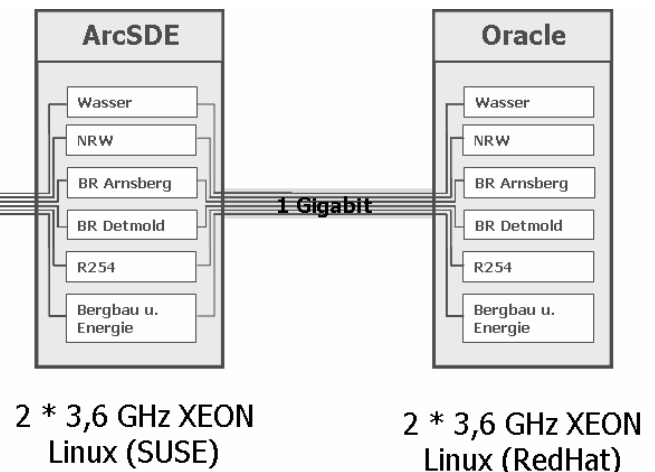 ArcSDE
Wasser
NRW
BR Arnsberg
BR Detmold
R254
Bergbau u.
Energie
1 Gigabit
Oracle
Wasser
NRW
BR Arnsberg
BR Detmold
R254
Bergbau u.
Energie
2 * 3,6 GHz XEON
Linux (SUSE)
2 * 3,6 GHz XEON
Linux (RedHat)